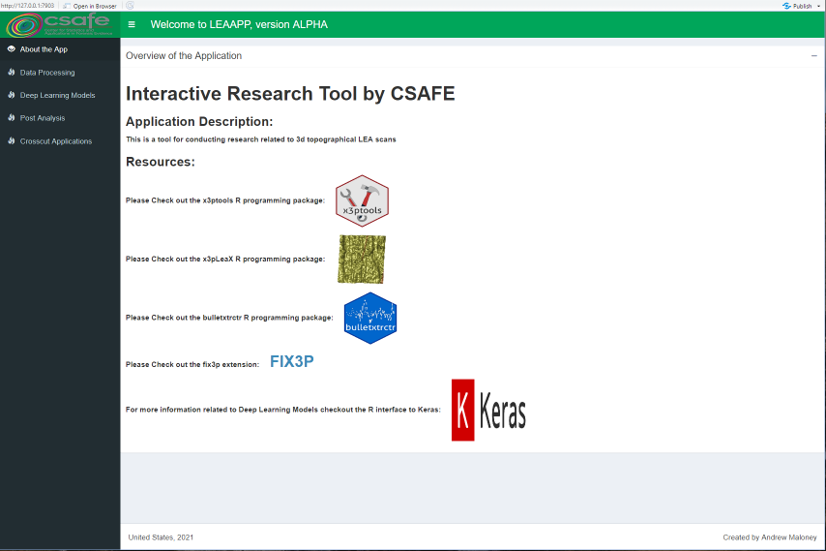 http://127.0.0.1:7903 Open in Browser Publish
csafe
Welcome to LEAAPP, version ALPHA
About the App
Data Processing
Deep Learning Models
Post Analysis
Crosscut Applications
Overview of the Application
Interactive Research Tool by CSAFE
Application Description:
This is a tool for conducting research related to 3d topographical LEA scans
Resources:
Please Check out the x3ptools R programming package:
x3ptools
Please Check out the x3pLeaX R programming package:
Please Check out the bulletxtrctr R programming package:
bulletxtrctr
Please Check out the fix3p extension: FIX3P
For more information related to Deep Learning Models checkout the R interface to Keras:
K Keras
United States, 2021
Created by Andrew Maloney